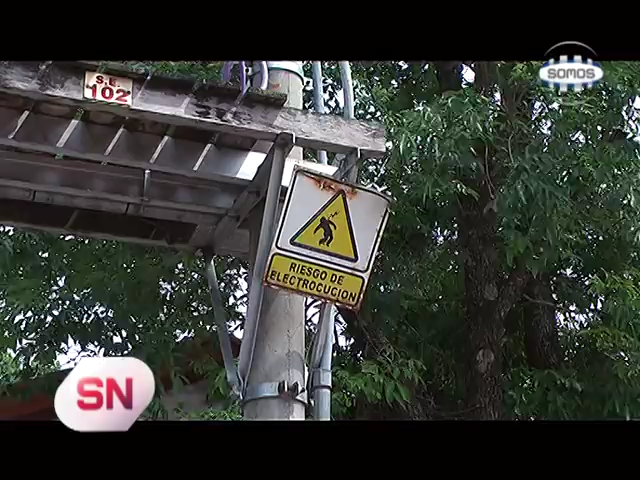 S.E.
102
SOMOS
RIESGO DE
ELECTROCUCION
SN